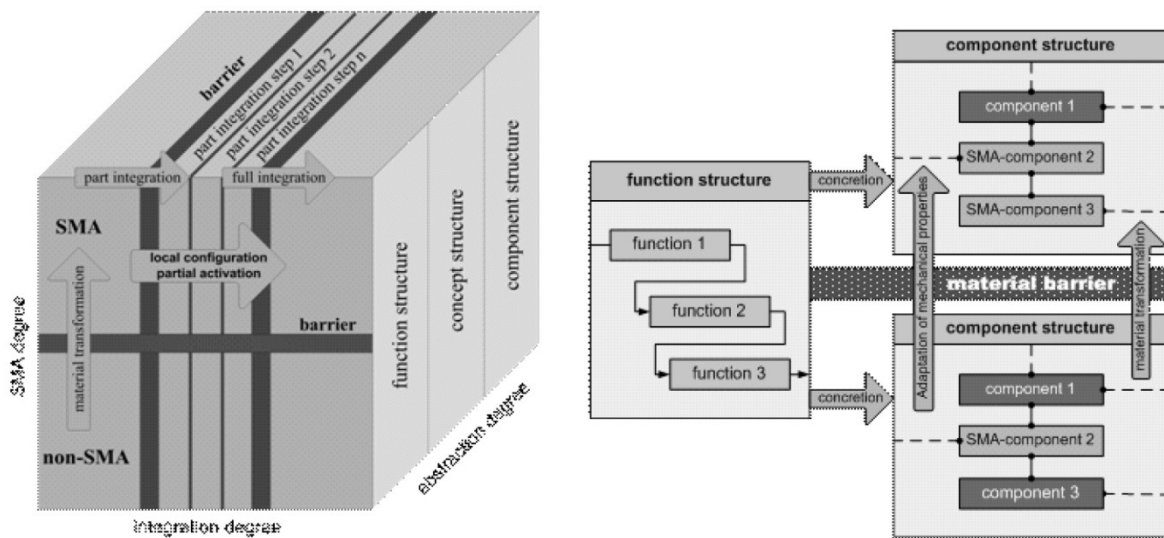 barrier
part integration step 1
part integration step 2
part integration step n
part integration
full integration
SMA
local configuration
partial activation
material transformation
barrier
non-SMA
SMA degree
integration degree
function structure
concept structure
component structure
abstraction degree
function structure
function 1
function 2
function 3
concretion
concretion
component structure
component 1
SMA-component 2
SMA-component 3
material barrier
Adaptation of mechanical properties
material transformation
component structure
component 1
SMA-component 2
component 3